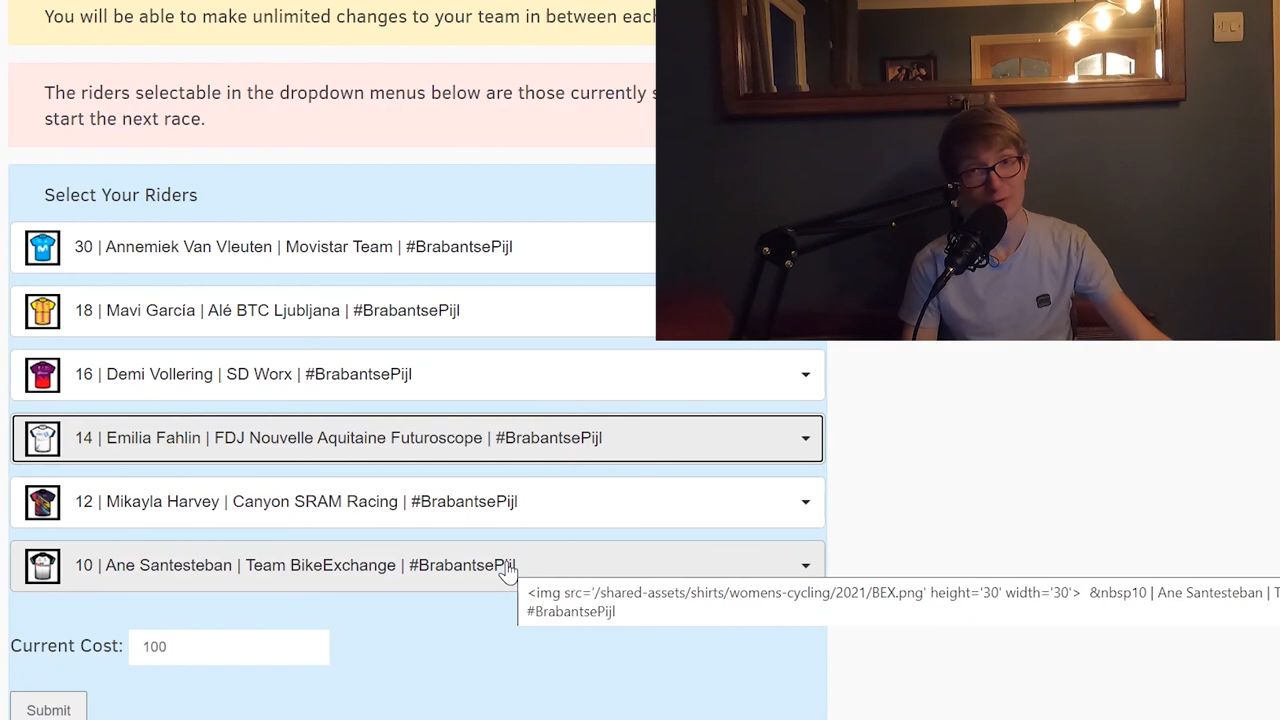 You will be able to make unlimited changes to your team in between eac
The riders selectable in the dropdown menus below are those currently s
start the next race.
Select Your Riders
30 | Annemiek Van Vleuten | Movistar Team | #BrabantsePijl
18 | Mavi García | Alé BTC Ljubljana | #BrabantsePijl
16 | Demi Vollering | SD Worx | #BrabantsePijl
14 | Emilia Fahlin | FDJ Nouvelle Aquitaine Futuroscope | #BrabantsePijl
12 | Mikayla Harvey | Canyon SRAM Racing | #BrabantsePijl
10 | Ane Santesteban | Team BikeExchange | #BrabantsePijl
<img src='/shared-assets/shirts/womens-cycling/2021/BEX.png' height='30' width='30'> &nbsp10 | Ane Santesteban | T
#BrabantsePijl
Current Cost: 100
Submit